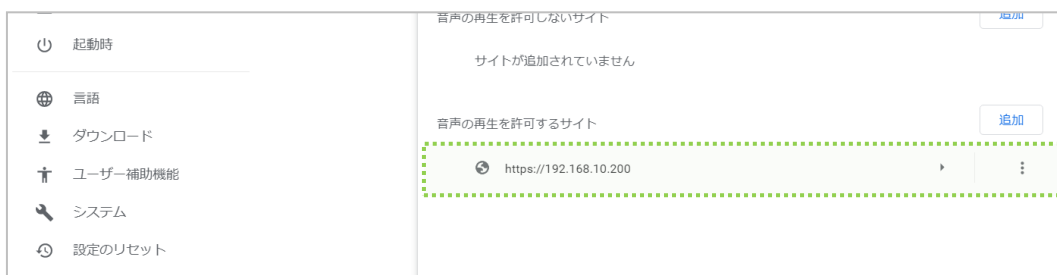 起動時
言語
ダウンロード
ユーザー補助機能
システム
設定のリセット
音声の再生を許可しないサイト
追加
サイトが追加されていません
音声の再生を許可するサイト
追加
https://192.168.10.200